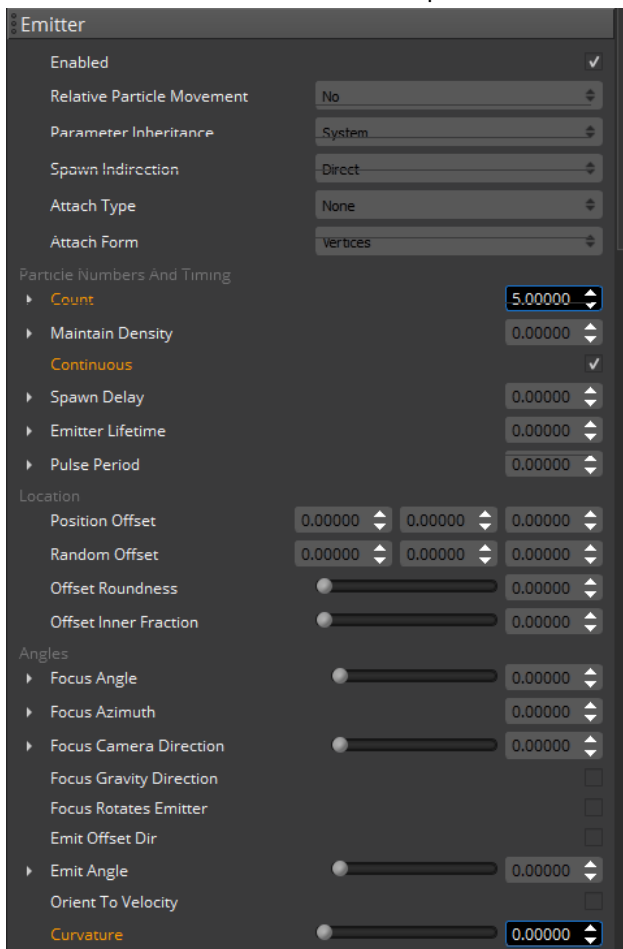 Emitter
Enabled
Relative Particle Movement No
Parameter Inheritance System
Spawn Indirection Direct
Attach Type None
Attach Form Vertices
Particle Numbers And Timing
Count 5.00000
Maintain Density 0.00000
Continuous
Spawn Delay 0.00000
Emitter Lifetime 0.00000
Pulse Period 0.00000
Location
Position Offset 0.00000 0.00000 0.00000
Random Offset 0.00000 0.00000 0.00000
Offset Roundness 0.00000
Offset Inner Fraction 0.00000
Angles
Focus Angle 0.00000
Focus Azimuth 0.00000
Focus Camera Direction 0.00000
Focus Gravity Direction
Focus Rotates Emitter
Emit Offset Dir
Emit Angle 0.00000
Orient To Velocity
Curvature 0.00000